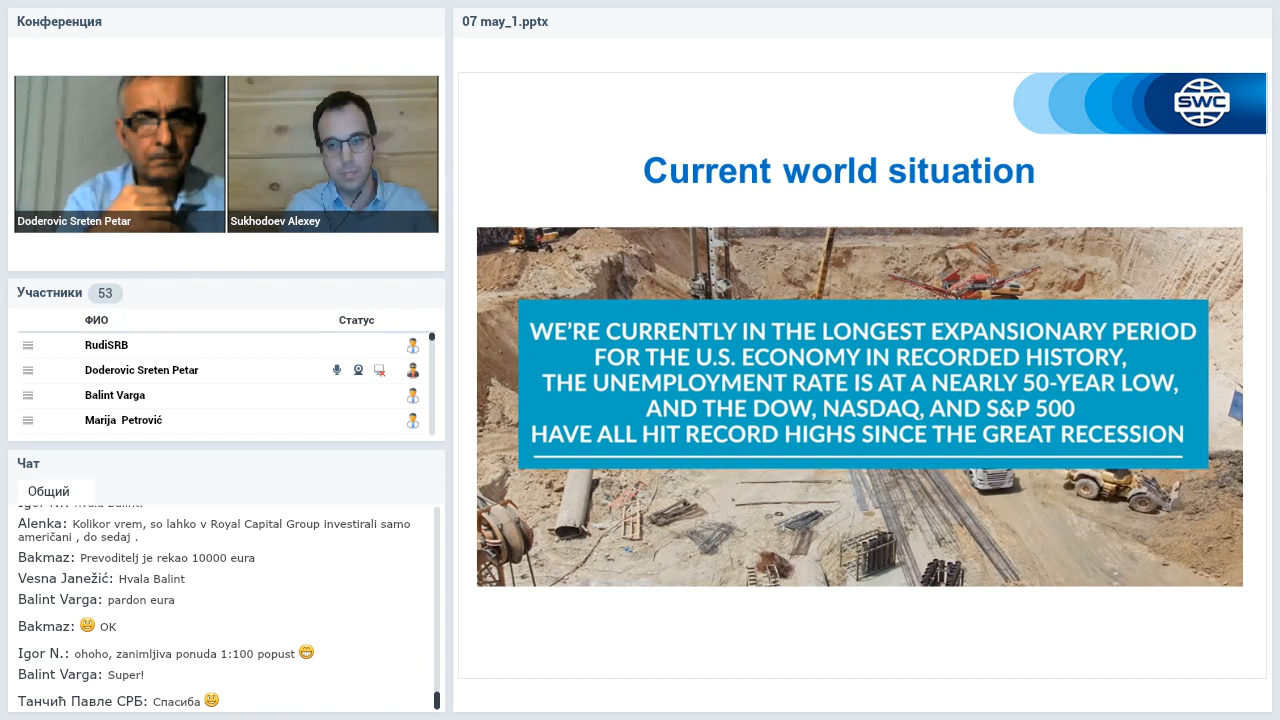 Конференция
Doderovic Sreten Petar
Sukhodoev Alexey
Участники 53
ФИО Статус
RudiSRB
Doderovic Sreten Petar
Balint Varga
Marija Petrović
Чат
Общий
Alenka: Kolikor vrem, so lahko v Royal Capital Group investirali samo
američani , do sedaj .
Bakmaz: Prevoditelj je rekao 10000 eura
Vesna Janežić: Hvala Balint
Balint Varga: pardon eura
Bakmaz: OK
Igor N.: ohoho, zanimljiva ponuda 1:100 popust
Balint Varga: Super!
Танчић Павле СРБ: Спасиба
07 may_1.pptx
SWC
Current world situation
WE’RE CURRENTLY IN THE LONGEST EXPANSIONARY PERIOD
FOR THE U.S. ECONOMY IN RECORDED HISTORY,
THE UNEMPLOYMENT RATE IS AT A NEARLY 50-YEAR LOW,
AND THE DOW, NASDAQ, AND S&P 500
HAVE ALL HIT RECORD HIGHS SINCE THE GREAT RECESSION